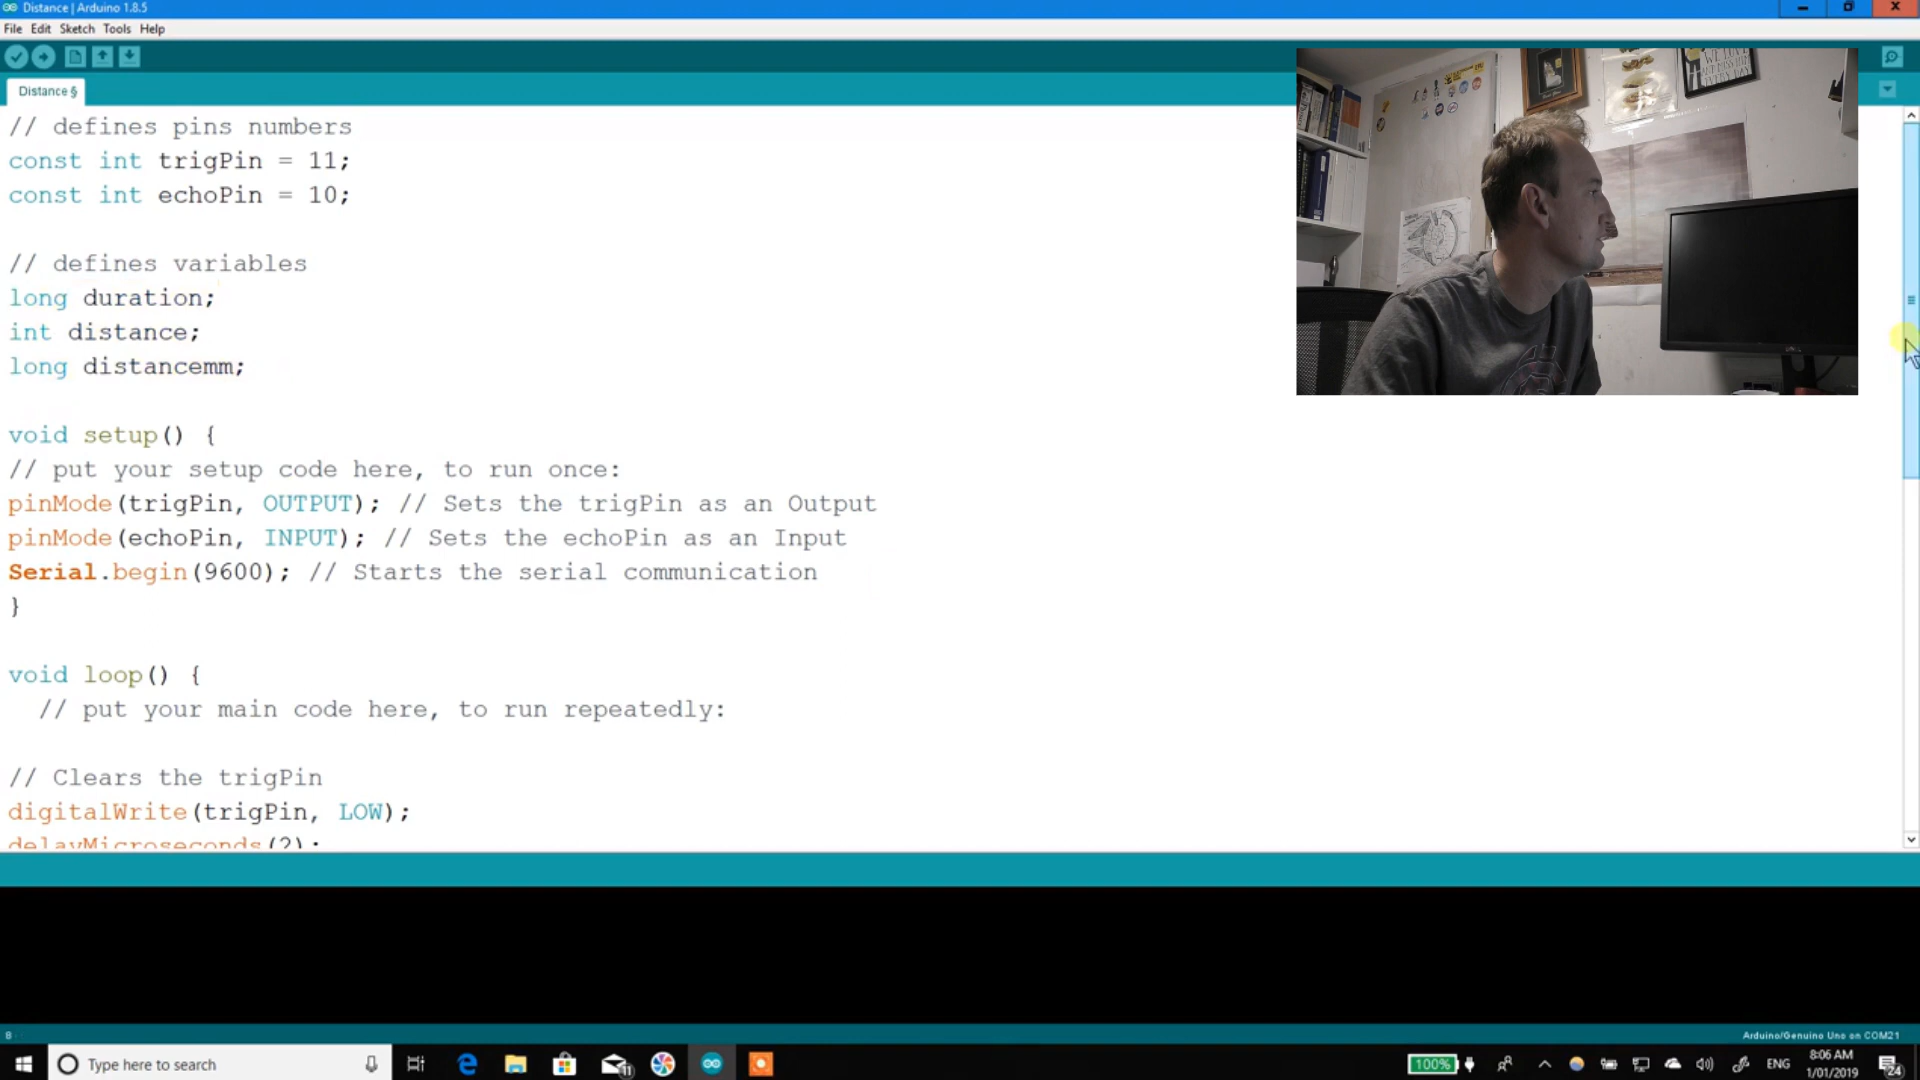 Distance | Arduino 1.8.5
File Edit Sketch Tools Help
Distance §
// defines pins numbers
const int trigPin = 11;
const int echoPin = 10;
// defines variables
long duration;
int distance;
long distancemm;
void setup() {
// put your setup code here, to run once:
pinMode(trigPin, OUTPUT); // Sets the trigPin as an Output
pinMode(echoPin, INPUT); // Sets the echoPin as an Input
Serial.begin(9600); // Starts the serial communication
}
void loop() {
// put your main code here, to run repeatedly:
// Clears the trigPin
digitalWrite(trigPin, LOW);
delayMicroseconds(2);
8
Arduino/Genuino Uno on COM21
Type here to search
11
100%
ENG
8:06 AM
1/01/2019
24